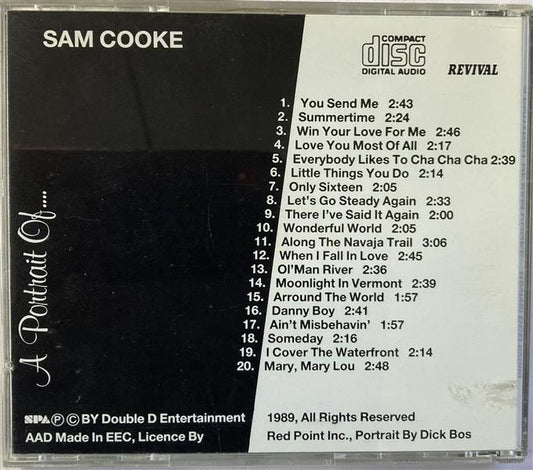 SAM COOKE
COMPACT
disc
DIGITAL AUDIO
REVIVAL
A Portrait Of....
1. You Send Me 2:43
2. Summertime 2:24
3. Win Your Love For Me 2:46
4. Love You Most Of All 2:17
5. Everybody Likes To Cha Cha Cha 2:39
6. Little Things You Do 2:14
7. Only Sixteen 2:05
8. Let's Go Steady Again 2:33
9. There I've Said It Again 2:00
10. Wonderful World 2:05
11. Along The Navaja Trail 3:06
12. When I Fall In Love 2:45
13. Ol'Man River 2:36
14. Moonlight In Vermont 2:39
15. Arround The World 1:57
16. Danny Boy 2:41
17. Ain't Misbehavin' 1:57
18. Someday 2:16
19. I Cover The Waterfront 2:14
20. Mary, Mary Lou 2:48
SPA ℗ © BY Double D Entertainment 1989, All Rights Reserved
AAD Made In EEC, Licence By Red Point Inc., Portrait By Dick Bos